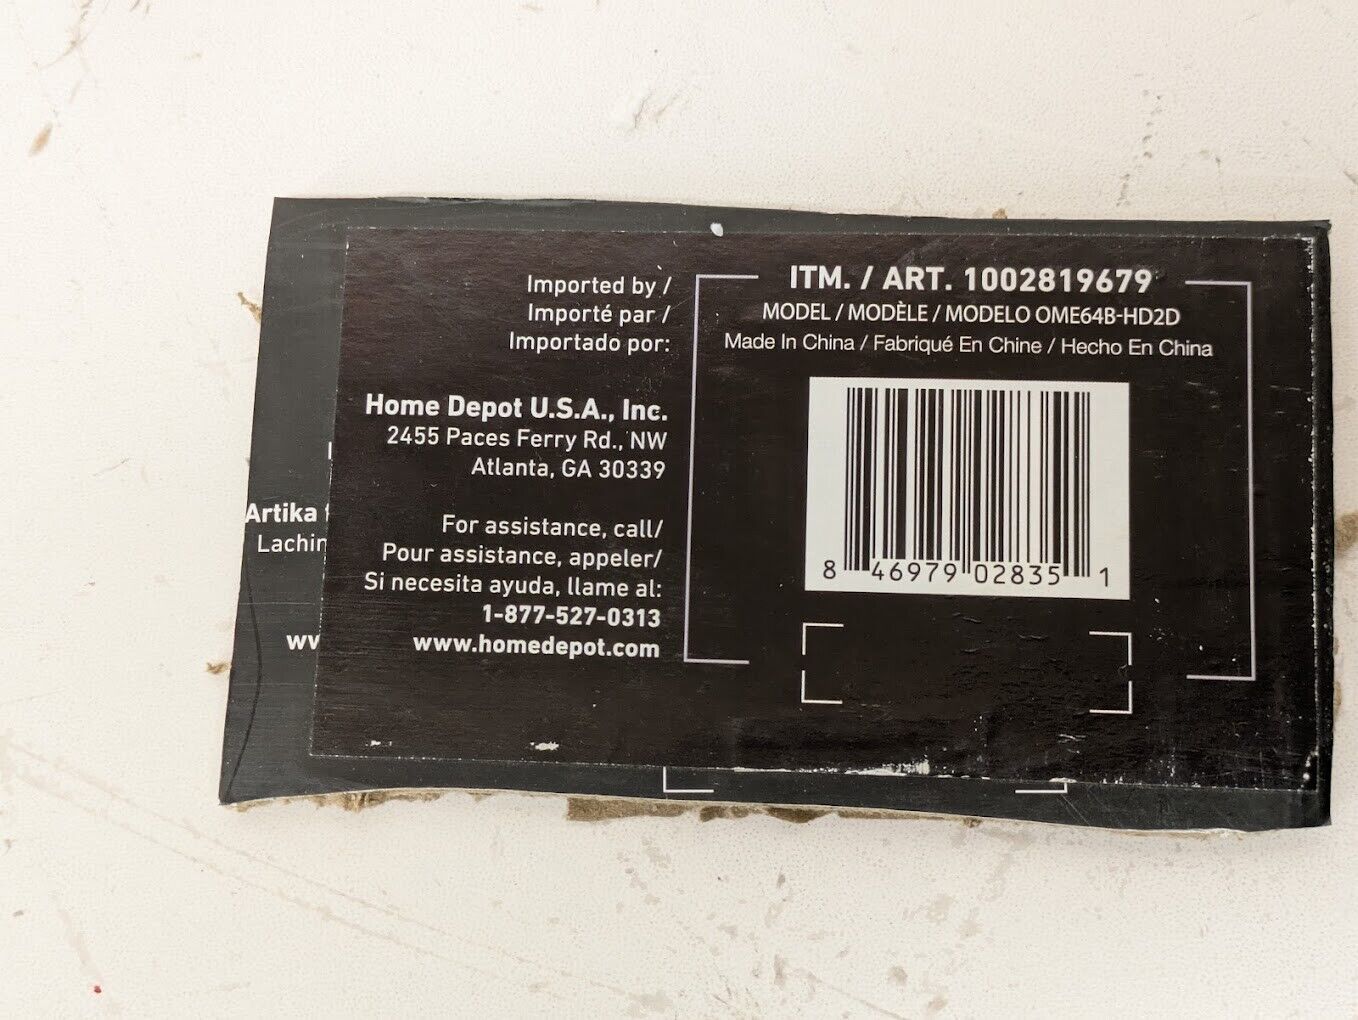 Imported by /
Importé par /
Importado por:
Home Depot U.S.A., Inc.
2455 Paces Ferry Rd., NW
Atlanta, GA 30339
For assistance, call/
Pour assistance, appeler/
Si necesita ayuda, llame al:
1-877-527-0313
www.homedepot.com
ITM. / ART. 1002819679
MODEL / MODÈLE / MODELO OME64B-HD2D
Made In China / Fabriqué En Chine / Hecho En China
8 46979 02835 1
Artika